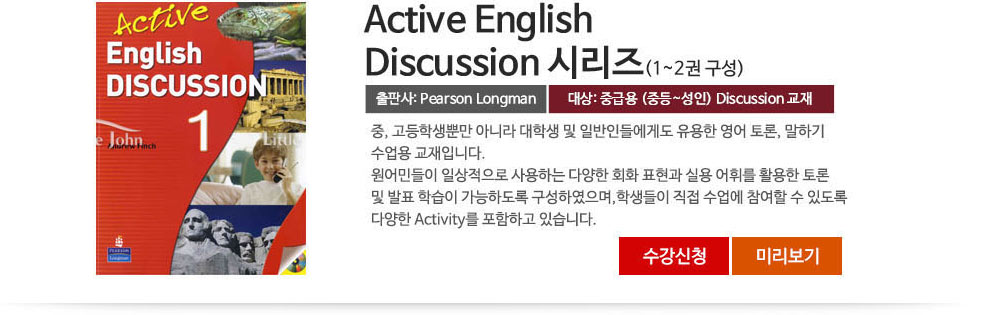 Active
English
DISCUSSION
1
e John
Andrew Finch
Little
PEARSON
Longman
Active English
Discussion 시리즈(1~2권 구성)
출판사: Pearson Longman
대상: 중급용 (중등~성인) Discussion 교재
중, 고등학생뿐만 아니라 대학생 및 일반인들에게도 유용한 영어 토론, 말하기
수업용 교재입니다.
원어민들이 일상적으로 사용하는 다양한 회화 표현과 실용 어휘를 활용한 토론
및 발표 학습이 가능하도록 구성하였으며,학생들이 직접 수업에 참여할 수 있도록
다양한 Activity를 포함하고 있습니다.
수강신청
미리보기